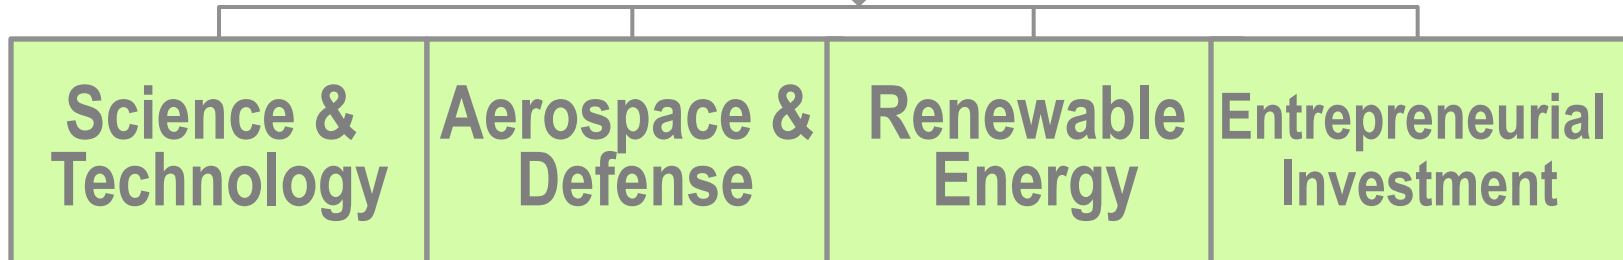 Science &
Technology
Aerospace &
Defense
Renewable
Energy
Entrepreneurial
Investment